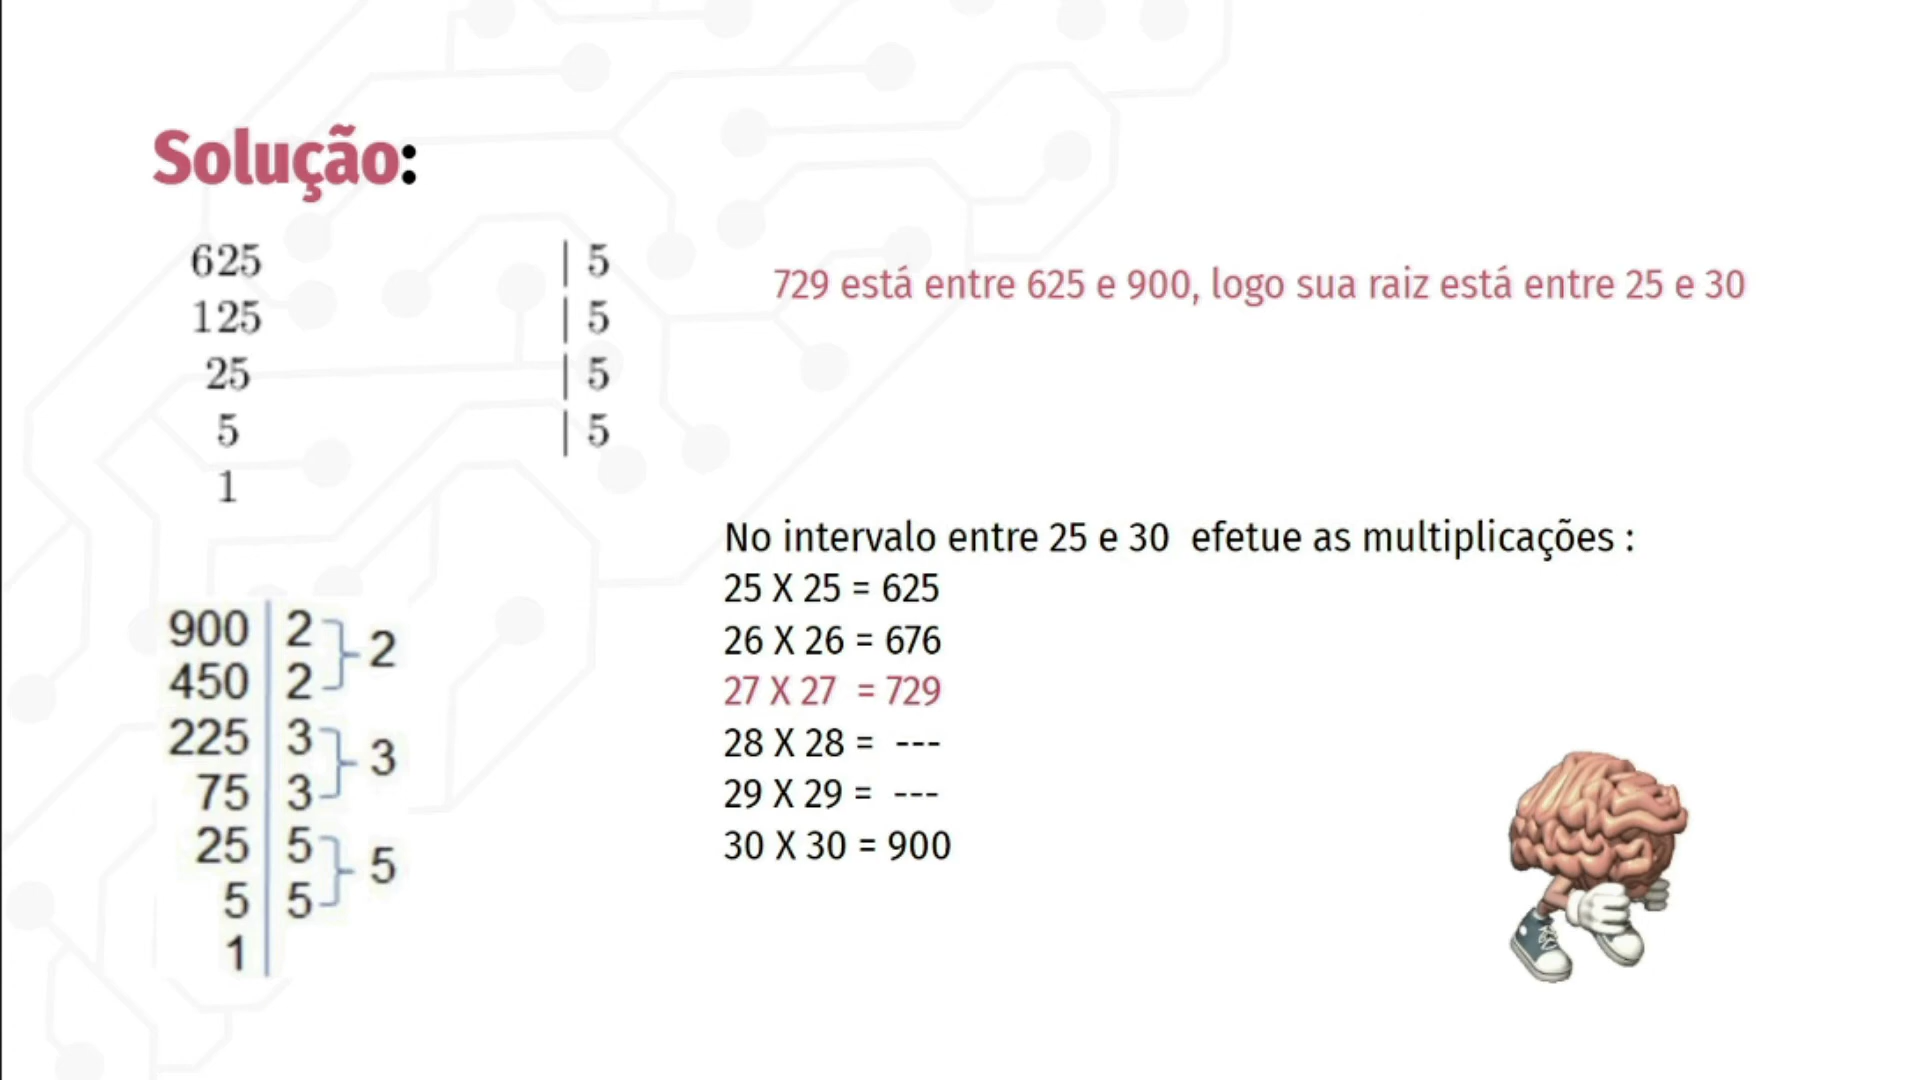 Solução:
625 | 5
125 | 5
25 | 5
5 | 5
1
729 está entre 625 e 900, logo sua raiz está entre 25 e 30
900 2
450 2
2
225 3
75 3
3
25 5
5 5
5
1
No intervalo entre 25 e 30 efetue as multiplicações :
25 X 25 = 625
26 X 26 = 676
27 X 27 = 729
28 X 28 = ---
29 X 29 = ---
30 X 30 = 900